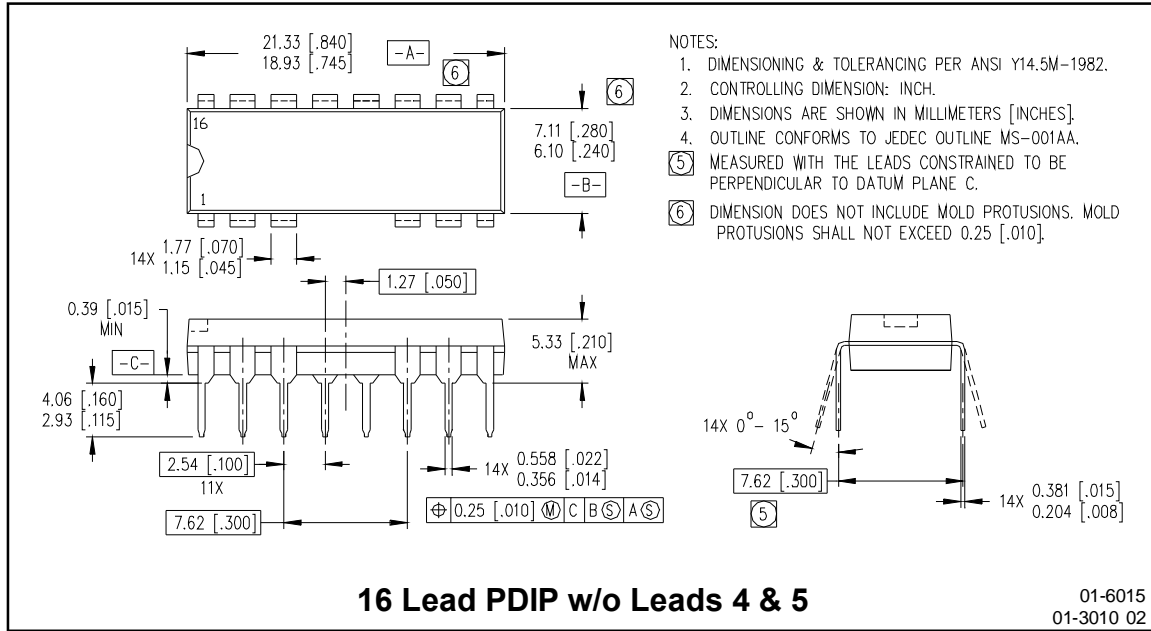 21.33 [.840]
18.93 [.745]
-A-
6
6
16
1
7.11 [.280]
6.10 [.240]
-B-
NOTES:
1. DIMENSIONING & TOLERANCING PER ANSI Y14.5M-1982.
2. CONTROLLING DIMENSION: INCH.
3. DIMENSIONS ARE SHOWN IN MILLIMETERS [INCHES].
4. OUTLINE CONFORMS TO JEDEC OUTLINE MS-001AA.
5 MEASURED WITH THE LEADS CONSTRAINED TO BE
PERPENDICULAR TO DATUM PLANE C.
6 DIMENSION DOES NOT INCLUDE MOLD PROTUSIONS. MOLD
PROTUSIONS SHALL NOT EXCEED 0.25 [.010].
14X 1.77 [.070]
1.15 [.045]
1.27 [.050]
0.39 [.015]
MIN
-C-
5.33 [.210]
MAX
4.06 [.160]
2.93 [.115]
2.54 [.100]
11X
14X 0.558 [.022]
0.356 [.014]
⌖ 0.25 [.010] Ⓜ C B Ⓢ A Ⓢ
7.62 [.300]
14X 0°- 15°
7.62 [.300]
5
14X 0.381 [.015]
0.204 [.008]
16 Lead PDIP w/o Leads 4 & 5
01-6015
01-3010 02